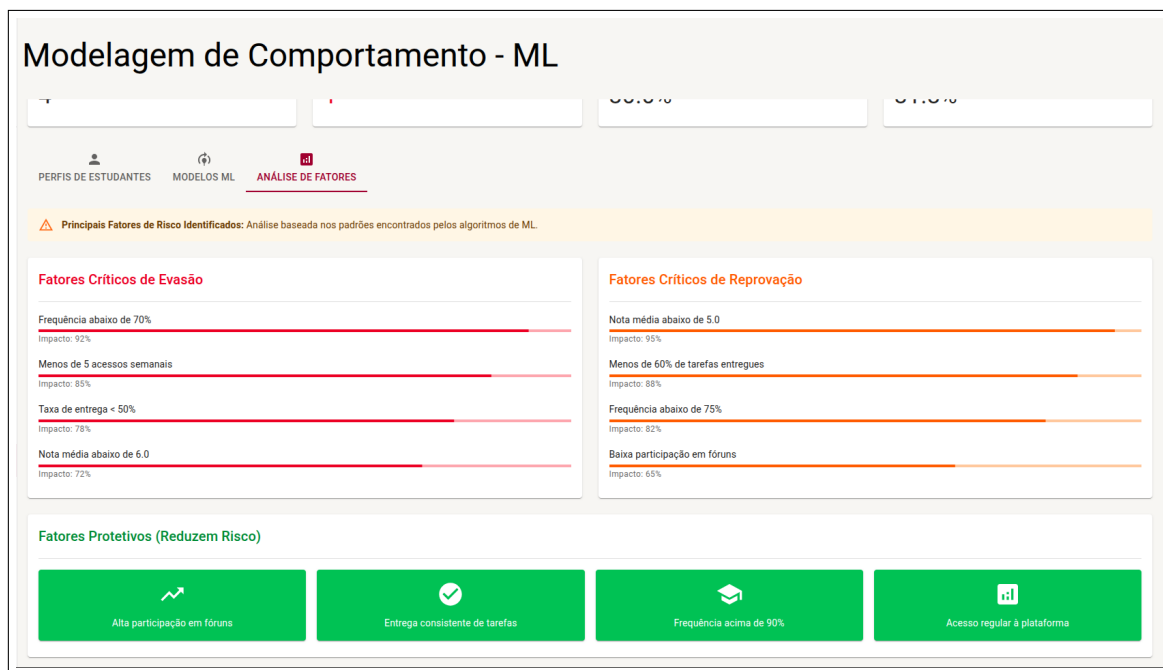 Modelagem de Comportamento - ML
PERFIS DE ESTUDANTES
MODELOS ML
ANÁLISE DE FATORES
Principais Fatores de Risco Identificados: Análise baseada nos padrões encontrados pelos algoritmos de ML.
Fatores Críticos de Evasão
Frequência abaixo de 70%
Impacto: 92%
Menos de 5 acessos semanais
Impacto: 85%
Taxa de entrega < 50%
Impacto: 78%
Nota média abaixo de 6.0
Impacto: 72%
Fatores Críticos de Reprovação
Nota média abaixo de 5.0
Impacto: 95%
Menos de 60% de tarefas entregues
Impacto: 88%
Frequência abaixo de 75%
Impacto: 82%
Baixa participação em fóruns
Impacto: 65%
Fatores Protetivos (Reduzem Risco)
Alta participação em fóruns
Entrega consistente de tarefas
Frequência acima de 90%
Acesso regular à plataforma